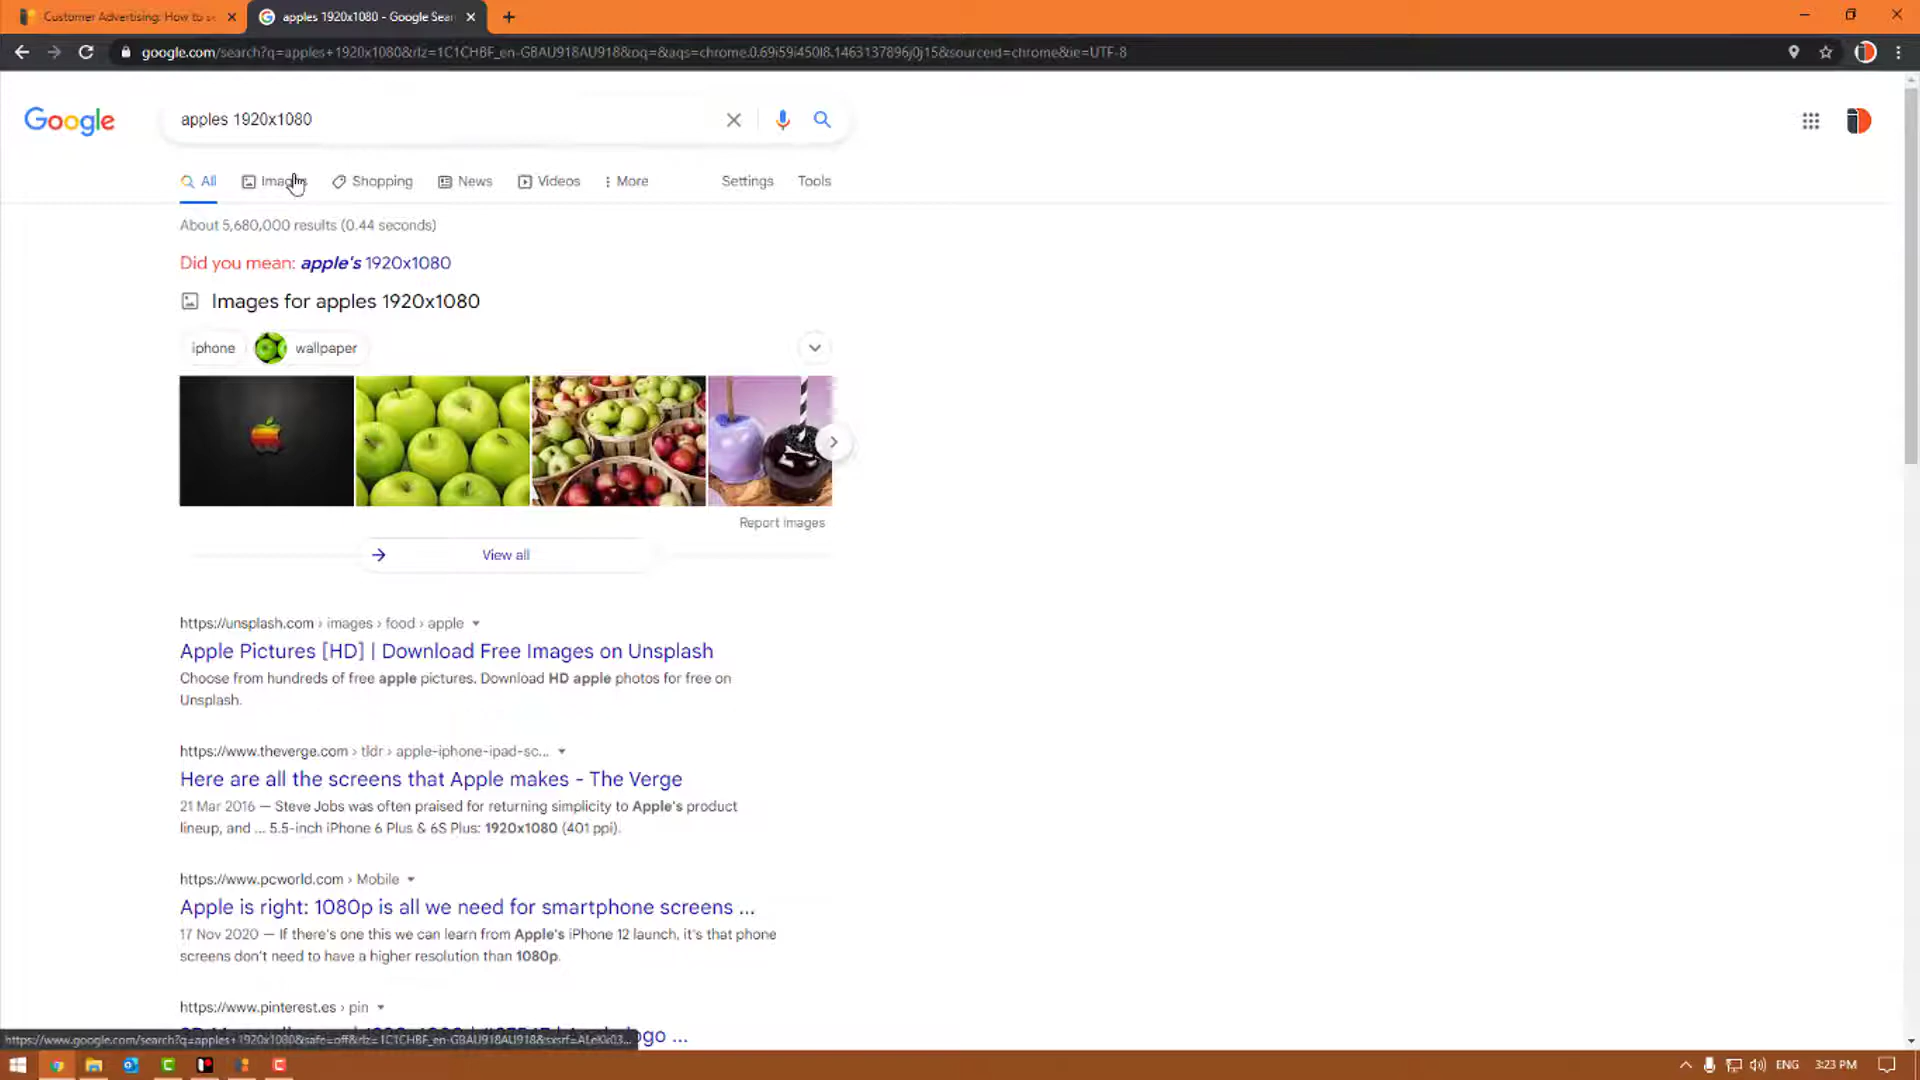 Customer Advertising: How to s
apples 1920x1080 - Google Sear
google.com/search?q=apples+1920x1080&rlz=1C1CHBF_en-GBAU918AU918&oq=&aqs=chrome.0.69i59i450l8.1463137896j0j15&sourceid=chrome&ie=UTF-8
Google
apples 1920x1080
All
Images
Shopping
News
Videos
More
Settings
Tools
About 5,680,000 results (0.44 seconds)
Did you mean: apple's 1920x1080
Images for apples 1920x1080
iphone
wallpaper
Report images
View all
https://unsplash.com › images › food › apple
Apple Pictures [HD] | Download Free Images on Unsplash
Choose from hundreds of free apple pictures. Download HD apple photos for free on
Unsplash.
https://www.theverge.com › tldr › apple-iphone-ipad-sc...
Here are all the screens that Apple makes - The Verge
21 Mar 2016 — Steve Jobs was often praised for returning simplicity to Apple's product
lineup, and ... 5.5-inch iPhone 6 Plus & 6S Plus: 1920x1080 (401 ppi).
https://www.pcworld.com › Mobile
Apple is right: 1080p is all we need for smartphone screens ...
17 Nov 2020 — If there's one this we can learn from Apple's iPhone 12 launch, it's that phone
screens don't need to have a higher resolution than 1080p.
https://www.pinterest.es › pin
ogo ...
https://www.google.com/search?q=apples+1920x1080&safe=off&rlz=1C1CHBF_en-GBAU918AU918&sxsrf=ALeKk03...
ENG
3:23 PM